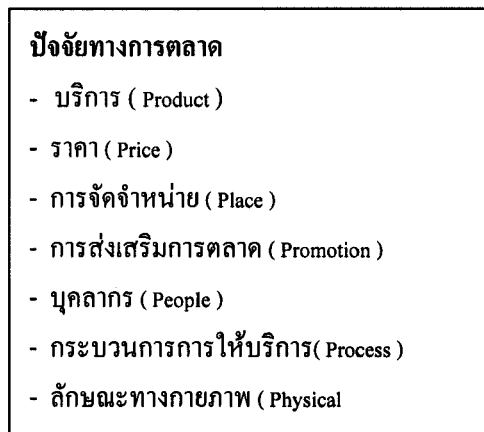 ปัจจัยทางการตลาด
- บริการ ( Product )
- ราคา ( Price )
- การจัดจำหน่าย ( Place )
- การส่งเสริมการตลาด ( Promotion )
- บุคลากร ( People )
- กระบวนการการให้บริการ( Process )
- ลักษณะทางกายภาพ ( Physical